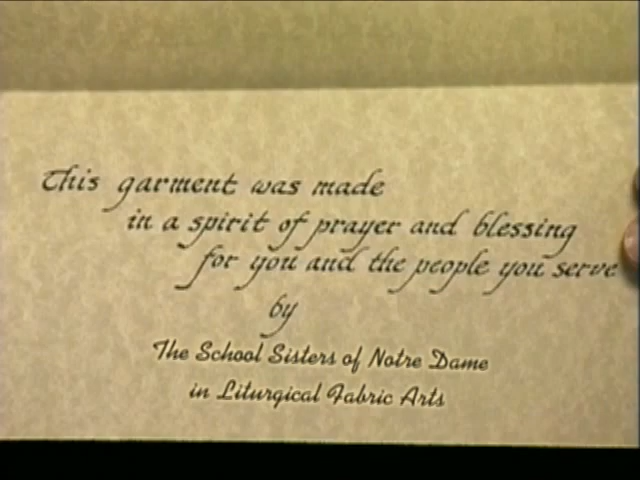 This garment was made
in a spirit of prayer and blessing
for you and the people you serve
by
The School Sisters of Notre Dame
in Liturgical Fabric Arts